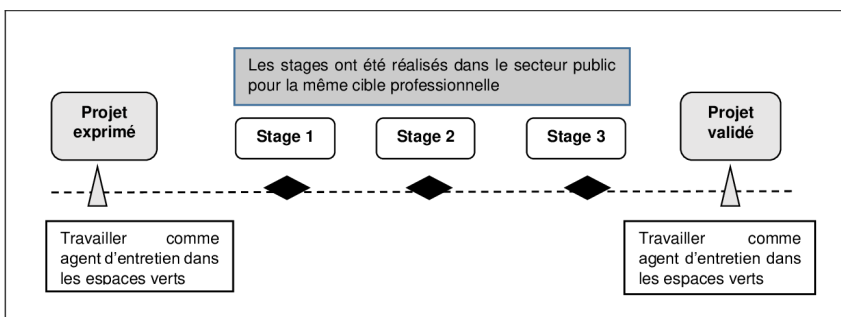 Les stages ont été réalisés dans le secteur public
pour la même cible professionnelle
Projet
exprimé
Stage 1
Stage 2
Stage 3
Projet
validé
Travailler comme
agent d'entretien dans
les espaces verts
Travailler comme
agent d'entretien dans
les espaces verts